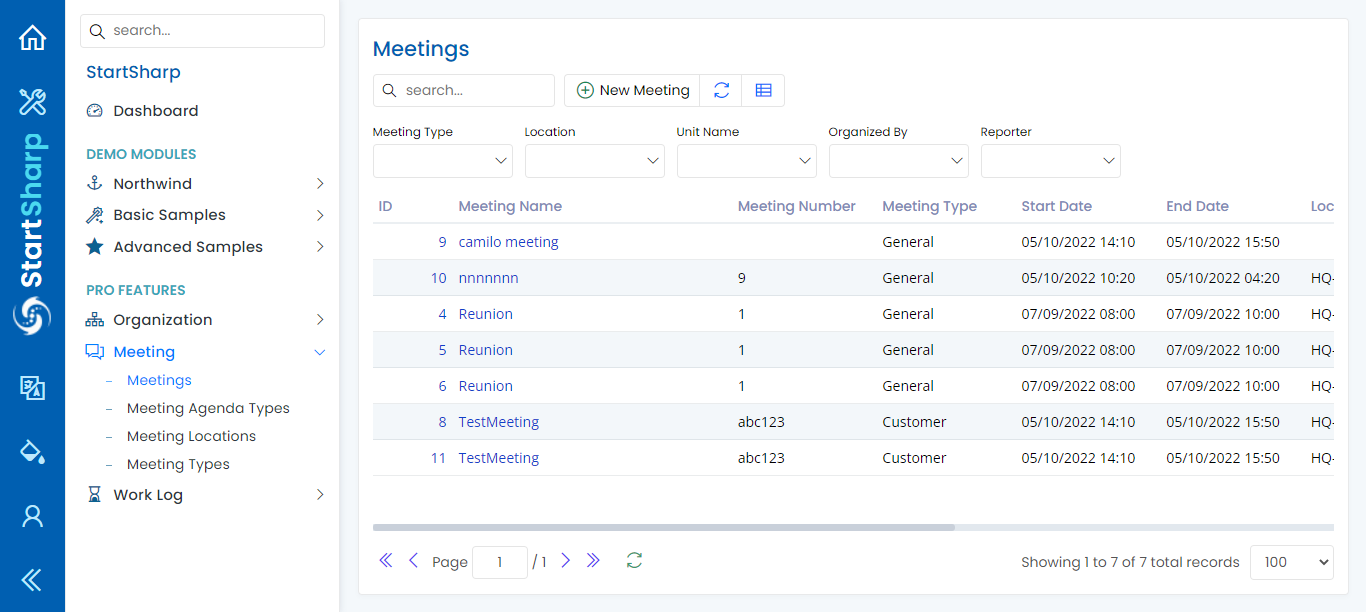 StartSharp
search...
StartSharp
Dashboard
DEMO MODULES
Northwind
Basic Samples
Advanced Samples
PRO FEATURES
Organization
Meeting
– Meetings
– Meeting Agenda Types
– Meeting Locations
– Meeting Types
Work Log
Meetings
search... New Meeting
Meeting Type Location Unit Name Organized By Reporter
ID Meeting Name Meeting Number Meeting Type Start Date End Date Loc
9 camilo meeting General 05/10/2022 14:10 05/10/2022 15:50
10 nnnnnnn 9 General 05/10/2022 10:20 05/10/2022 04:20 HQ-
4 Reunion 1 General 07/09/2022 08:00 07/09/2022 10:00 HQ-
5 Reunion 1 General 07/09/2022 08:00 07/09/2022 10:00 HQ-
6 Reunion 1 General 07/09/2022 08:00 07/09/2022 10:00 HQ-
8 TestMeeting abc123 Customer 05/10/2022 14:10 05/10/2022 15:50 HQ-
11 TestMeeting abc123 Customer 05/10/2022 14:10 05/10/2022 15:50 HQ-
Page 1 / 1 Showing 1 to 7 of 7 total records 100